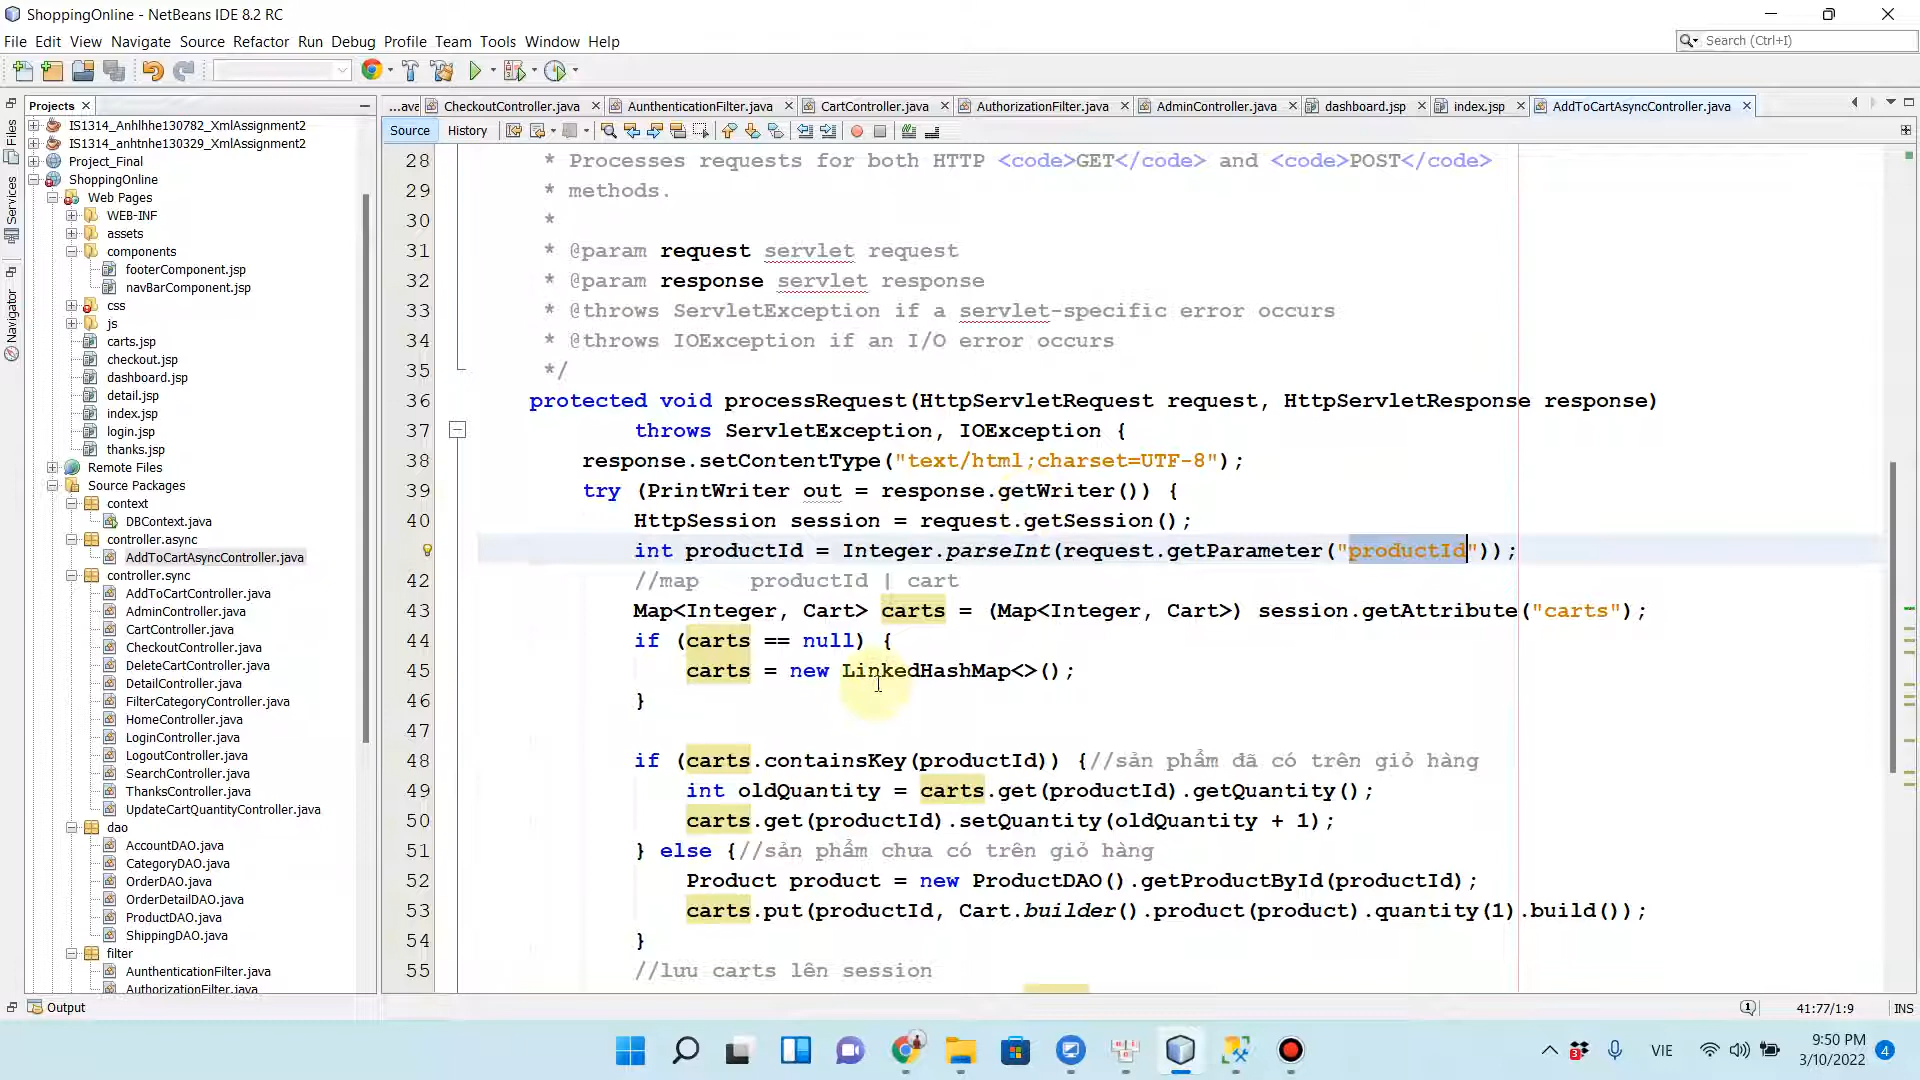 ShoppingOnline - NetBeans IDE 8.2 RC
File Edit View Navigate Source Refactor Run Debug Profile Team Tools Window Help
Search (Ctrl+I)
Projects
...ava CheckoutController.java AunthenticationFilter.java CartController.java AuthorizationFilter.java AdminController.java dashboard.jsp index.jsp AddToCartAsyncController.java
Source History
Files
Services
Navigator
IS1314_Anhlhhe130782_XmlAssignment2
IS1314_anhtnhe130329_XmlAssignment2
Project_Final
ShoppingOnline
Web Pages
WEB-INF
assets
components
footerComponent.jsp
navBarComponent.jsp
css
js
carts.jsp
checkout.jsp
dashboard.jsp
detail.jsp
index.jsp
login.jsp
thanks.jsp
Remote Files
Source Packages
context
DBContext.java
controller.async
AddToCartAsyncController.java
controller.sync
AddToCartController.java
AdminController.java
CartController.java
CheckoutController.java
DeleteCartController.java
DetailController.java
FilterCategoryController.java
HomeController.java
LoginController.java
LogoutController.java
SearchController.java
ThanksController.java
UpdateCartQuantityController.java
dao
AccountDAO.java
CategoryDAO.java
OrderDAO.java
OrderDetailDAO.java
ProductDAO.java
ShippingDAO.java
filter
AunthenticationFilter.java
AuthorizationFilter.java
28 * Processes requests for both HTTP <code>GET</code> and <code>POST</code>
29 * methods.
30 *
31 * @param request servlet request
32 * @param response servlet response
33 * @throws ServletException if a servlet-specific error occurs
34 * @throws IOException if an I/O error occurs
35 */
36 protected void processRequest(HttpServletRequest request, HttpServletResponse response)
37 throws ServletException, IOException {
38 response.setContentType("text/html;charset=UTF-8");
39 try (PrintWriter out = response.getWriter()) {
40 HttpSession session = request.getSession();
int productId = Integer.parseInt(request.getParameter("productId"));
42 //map productId | cart
43 Map<Integer, Cart> carts = (Map<Integer, Cart>) session.getAttribute("carts");
44 if (carts == null) {
45 carts = new LinkedHashMap<>();
46 }
47
48 if (carts.containsKey(productId)) {//sản phẩm đã có trên giỏ hàng
49 int oldQuantity = carts.get(productId).getQuantity();
50 carts.get(productId).setQuantity(oldQuantity + 1);
51 } else {//sản phẩm chưa có trên giỏ hàng
52 Product product = new ProductDAO().getProductById(productId);
53 carts.put(productId, Cart.builder().product(product).quantity(1).build());
54 }
55 //lưu carts lên session
Output
41:77/1:9 INS
VIE
9:50 PM
3/10/2022
3
4